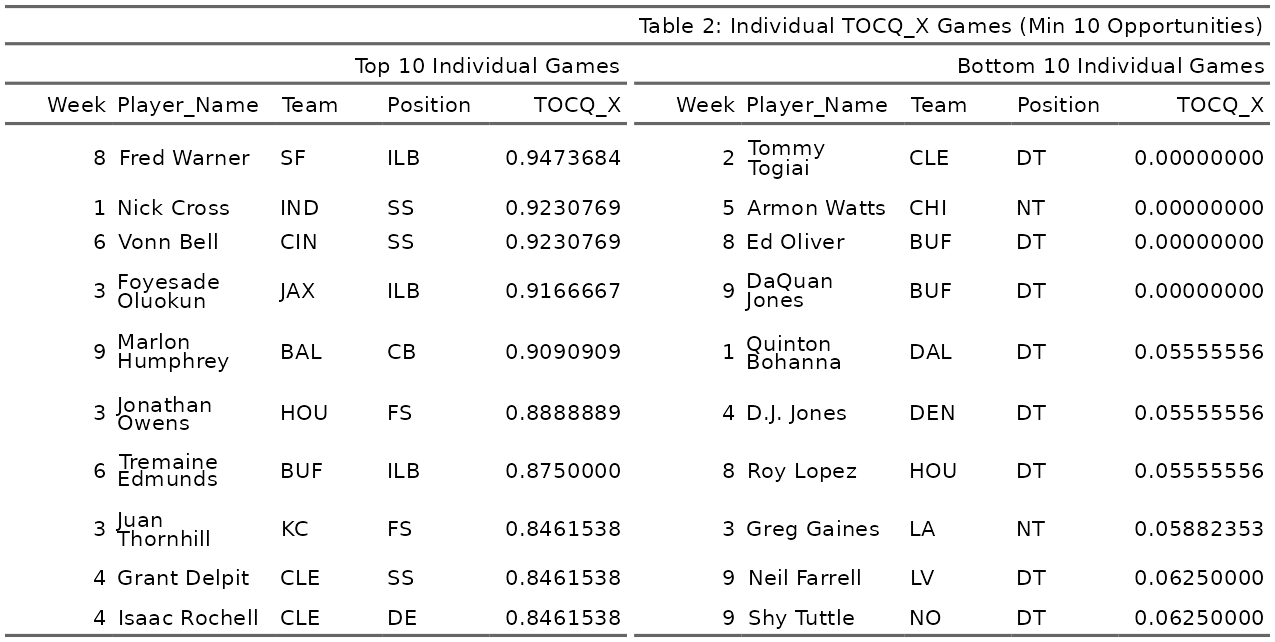 Table 2: Individual TOCQ_X Games (Min 10 Opportunities)
Top 10 Individual Games Bottom 10 Individual Games
Week Player_Name Team Position TOCQ_X Week Player_Name Team Position TOCQ_X
8 Fred Warner SF ILB 0.9473684 2 Tommy Togiai CLE DT 0.00000000
1 Nick Cross IND SS 0.9230769 5 Armon Watts CHI NT 0.00000000
6 Vonn Bell CIN SS 0.9230769 8 Ed Oliver BUF DT 0.00000000
3 Foyesade Oluokun JAX ILB 0.9166667 9 DaQuan Jones BUF DT 0.00000000
9 Marlon Humphrey BAL CB 0.9090909 1 Quinton Bohanna DAL DT 0.05555556
3 Jonathan Owens HOU FS 0.8888889 4 D.J. Jones DEN DT 0.05555556
6 Tremaine Edmunds BUF ILB 0.8750000 8 Roy Lopez HOU DT 0.05555556
3 Juan Thornhill KC FS 0.8461538 3 Greg Gaines LA NT 0.05882353
4 Grant Delpit CLE SS 0.8461538 9 Neil Farrell LV DT 0.06250000
4 Isaac Rochell CLE DE 0.8461538 9 Shy Tuttle NO DT 0.06250000